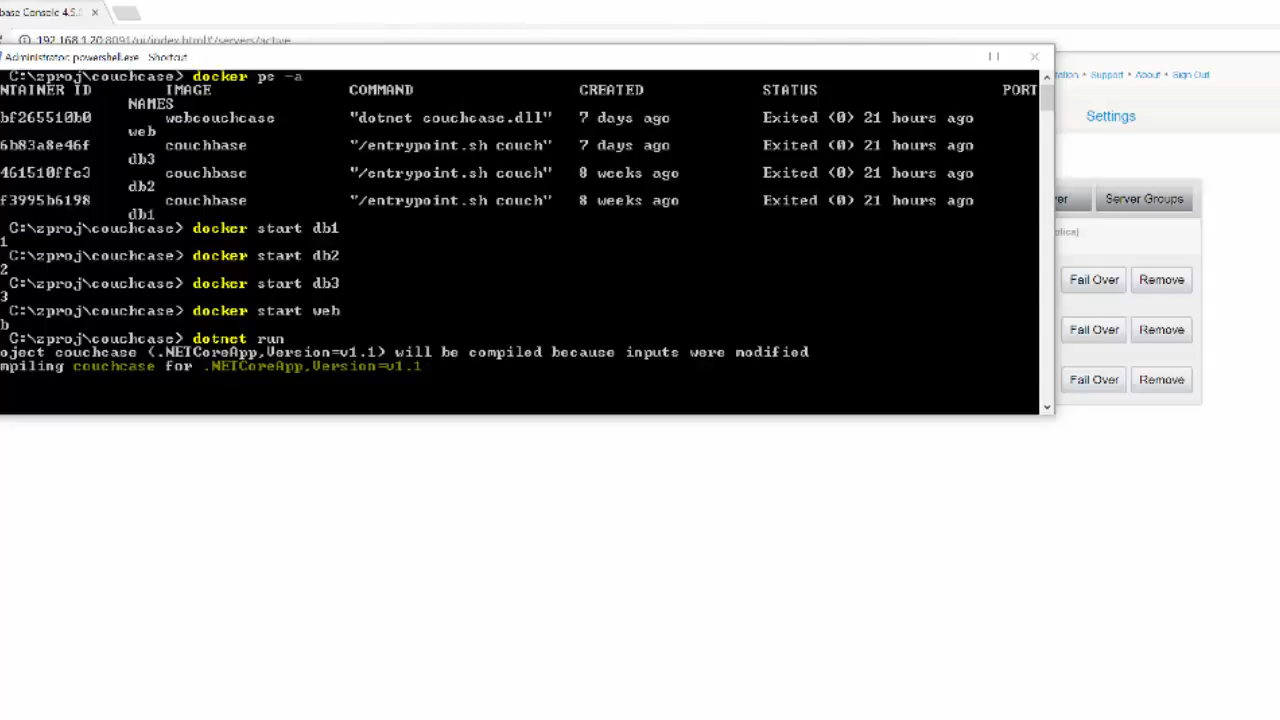 base Console 4.5.
192.168.1.20:8091/ui/index.html#/servers/active
Administrator: powershell.exe - Shortcut
C:\zproj\couchcase> docker ps -a
NTAINER ID IMAGE COMMAND CREATED STATUS PORT
NAMES
bf265510b0 webcouchcase "dotnet couchcase.dll" 7 days ago Exited (0) 21 hours ago
web
6b83a8e46f couchbase "/entrypoint.sh couch" 7 days ago Exited (0) 21 hours ago
db3
461510ffc3 couchbase "/entrypoint.sh couch" 8 weeks ago Exited (0) 21 hours ago
db2
f3995b6198 couchbase "/entrypoint.sh couch" 8 weeks ago Exited (0) 21 hours ago
db1
C:\zproj\couchcase> docker start db1
1
C:\zproj\couchcase> docker start db2
2
C:\zproj\couchcase> docker start db3
3
C:\zproj\couchcase> docker start web
b
C:\zproj\couchcase> dotnet run
oject couchcase (.NETCoreApp,Version=v1.1) will be compiled because inputs were modified
mpiling couchcase for .NETCoreApp,Version=v1.1
tation • Support • About • Sign Out
Settings
er Server Groups
plica)
Fail Over Remove
Fail Over Remove
Fail Over Remove